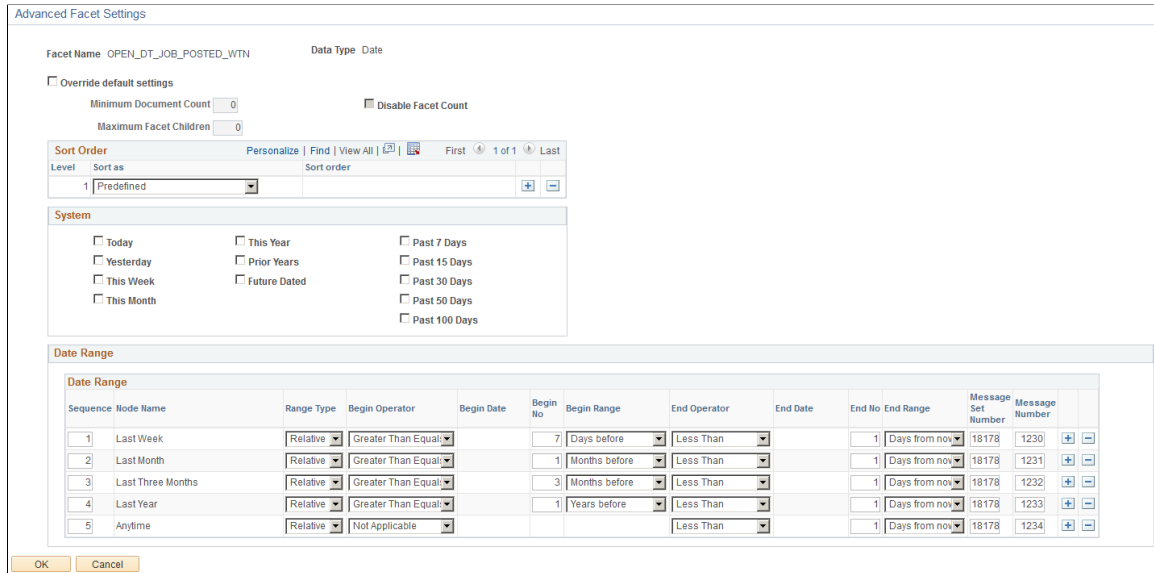 Advanced Facet Settings
Facet Name OPEN_DT_JOB_POSTED_WTN Data Type Date
Override default settings
Minimum Document Count 0 Disable Facet Count
Maximum Facet Children 0
Sort Order Personalize | Find | View All | | First 1 of 1 Last
Level Sort as Sort order
1 Predefined
System
Today This Year Past 7 Days
Yesterday Prior Years Past 15 Days
This Week Future Dated Past 30 Days
This Month Past 50 Days
Past 100 Days
Date Range
Date Range
Sequence Node Name Range Type Begin Operator Begin Date Begin No Begin Range End Operator End Date End No End Range Message Set Number Message Number
1 Last Week Relative Greater Than Equal 7 Days before Less Than 1 Days from nov 18178 1230
2 Last Month Relative Greater Than Equal 1 Months before Less Than 1 Days from nov 18178 1231
3 Last Three Months Relative Greater Than Equal 3 Months before Less Than 1 Days from nov 18178 1232
4 Last Year Relative Greater Than Equal 1 Years before Less Than 1 Days from nov 18178 1233
5 Anytime Relative Not Applicable Less Than 1 Days from nov 18178 1234
OK Cancel